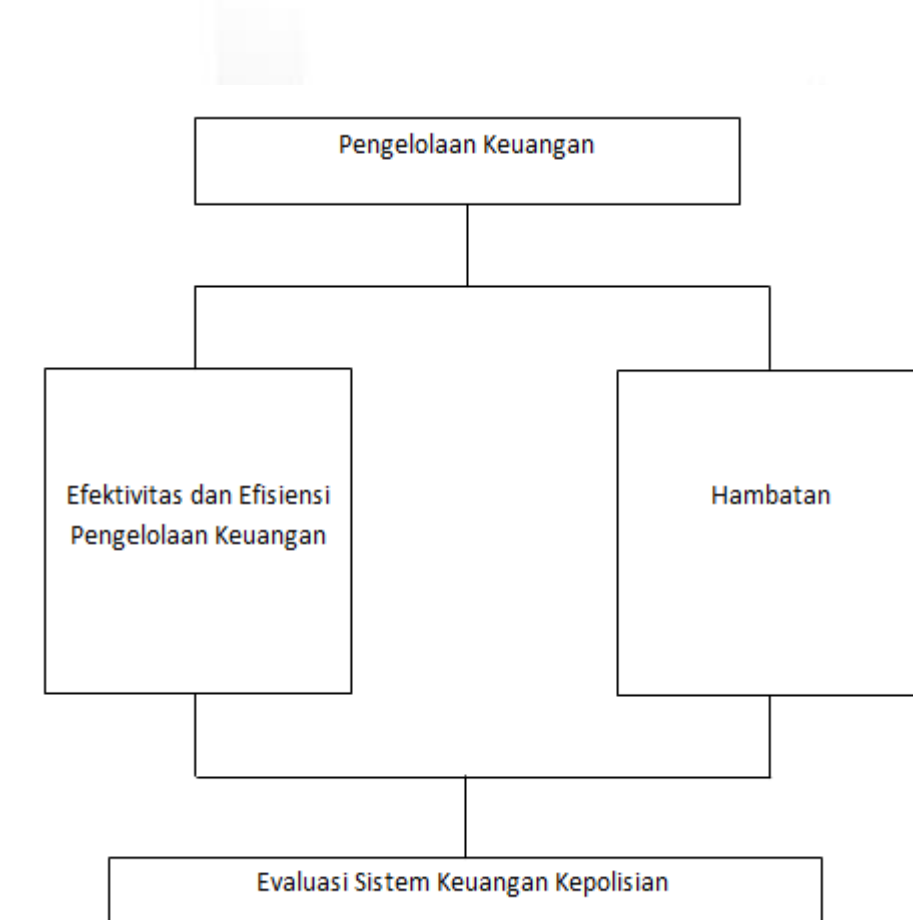 Pengelolaan Keuangan
Efektivitas dan Efisiensi
Pengelolaan Keuangan
Hambatan
Evaluasi Sistem Keuangan Kepolisian